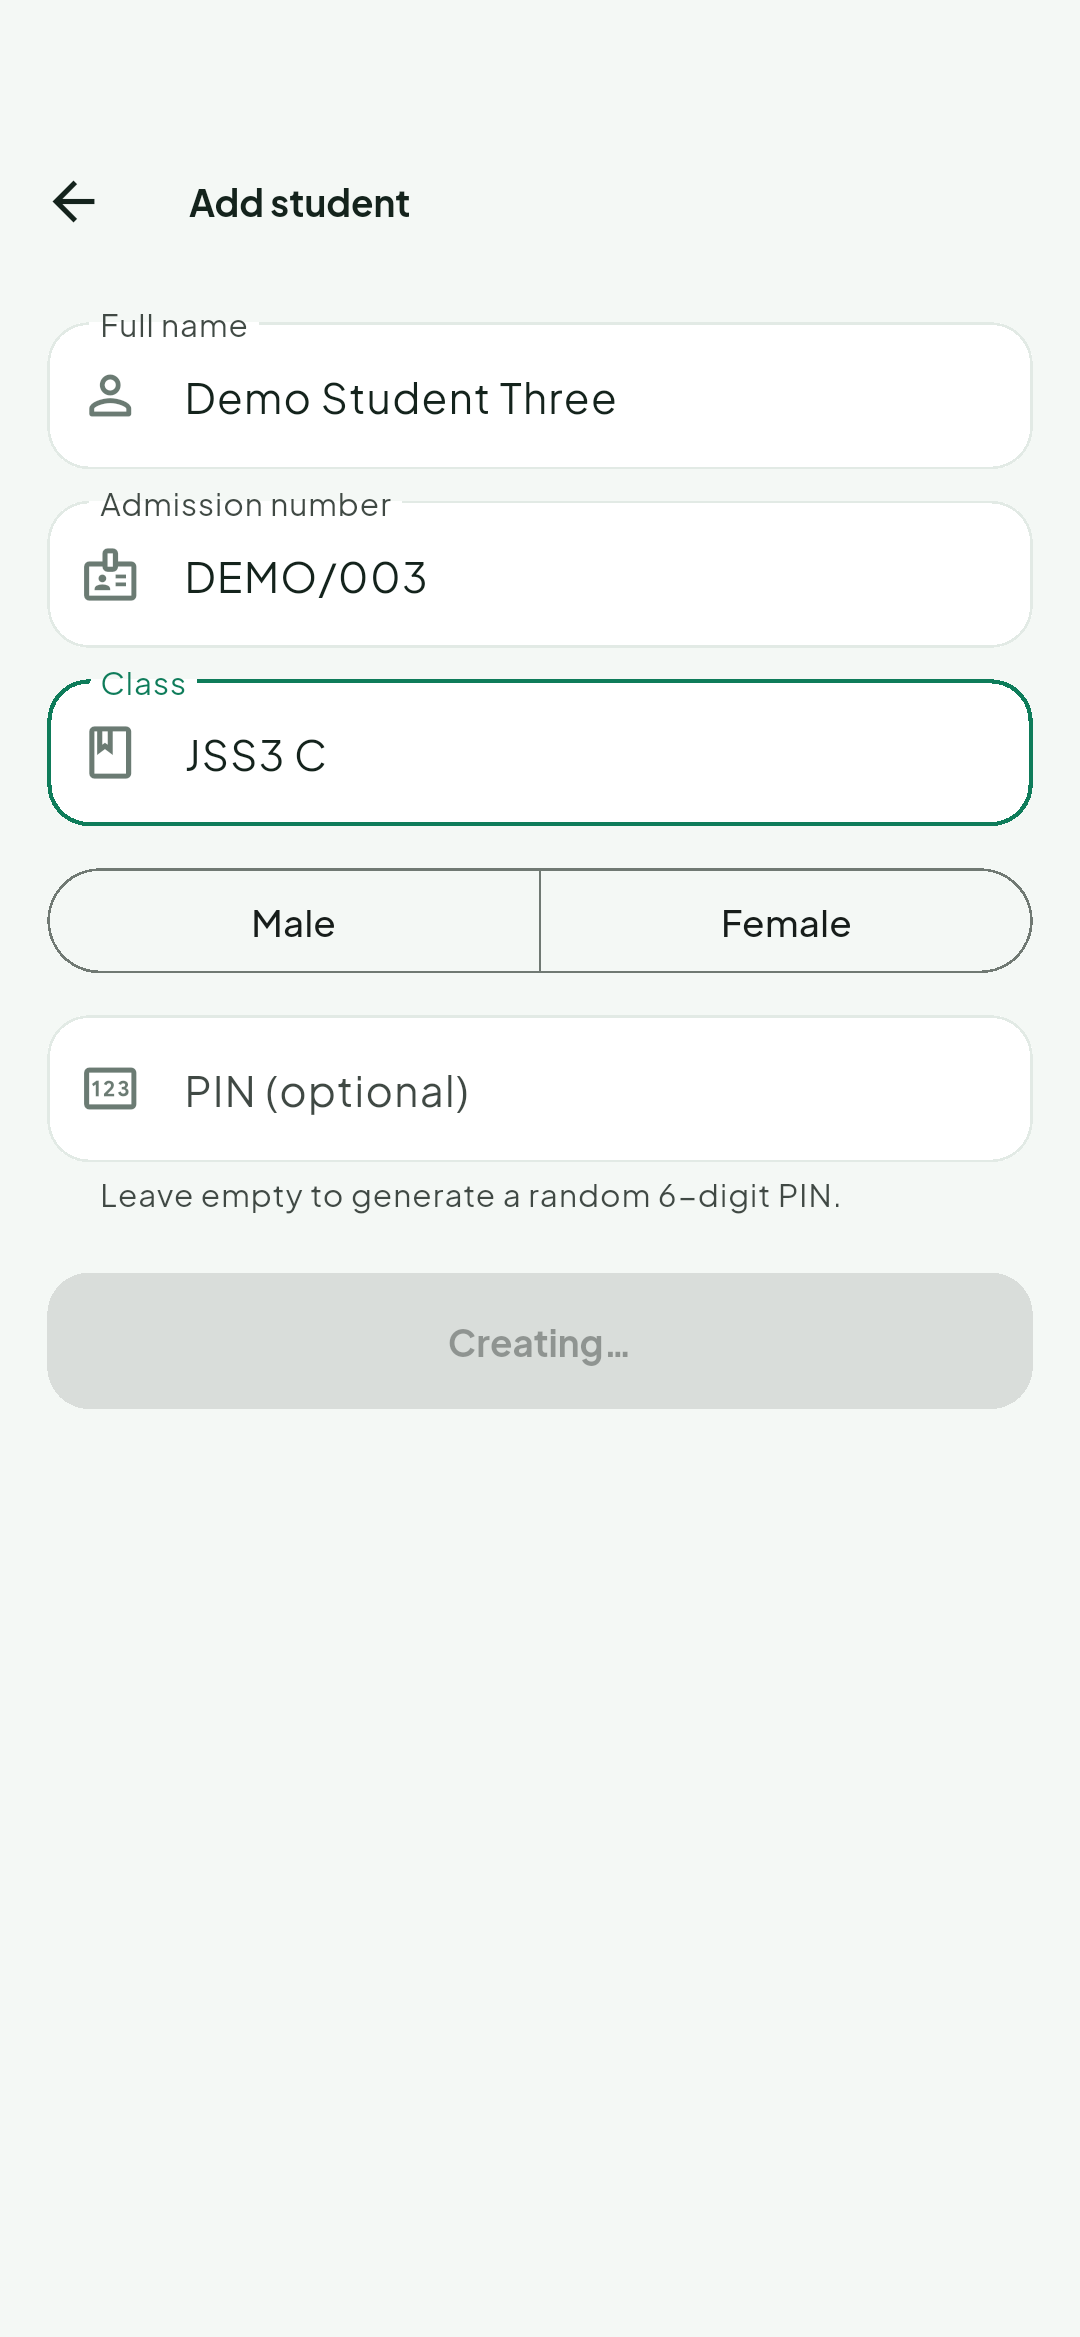 Add student
Full name
Demo Student Three
Admission number
DEMO/003
Class
JSS3 C
Male
Female
123
PIN (optional)
Leave empty to generate a random 6-digit PIN.
Creating...